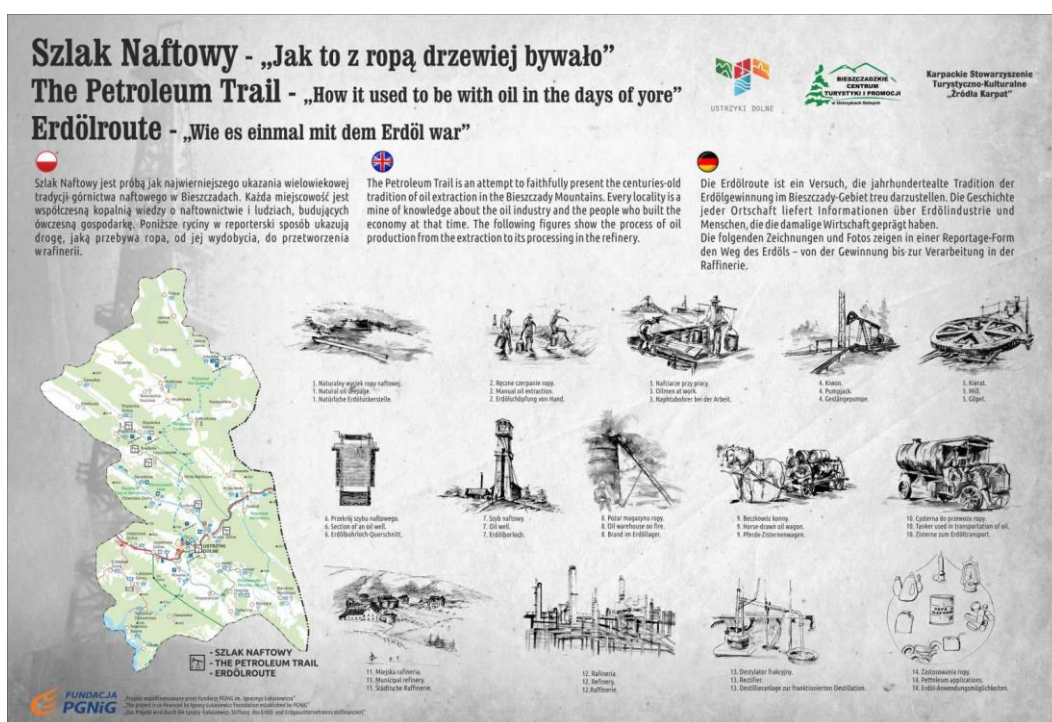 Szlak Naftowy - „Jak to z ropą drzewiej bywało”
The Petroleum Trail - „How it used to be with oil in the days of yore”
Erdölroute - „Wie es einmal mit dem Erdöl war”
USTRZYKI DOLNE
BIESZCZADZKIE
CENTRUM
TURYSTYKI I PROMOCJI
w Ustrzykach Dolnych
Karpackie Stowarzyszenie
Turystyczno-Kulturalne
„Źródła Karpat”
Szlak Naftowy jest próbą jak najwierniejszego ukazania wielowiekowej
tradycji górnictwa naftowego w Bieszczadach. Każda miejscowość jest
współczesną kopalnią wiedzy o naftownictwie i ludziach, budujących
ówczesną gospodarkę. Poniższe ryciny w reporterski sposób ukazują
drogę, jaką przebywa ropa, od jej wydobycia, do przetworzenia
w rafinerii.
The Petroleum Trail is an attempt to faithfully present the centuries-old
tradition of oil extraction in the Bieszczady Mountains. Every locality is a
mine of knowledge about the oil industry and the people who built the
economy at that time. The following figures show the process of oil
production from the extraction to its processing in the refinery.
Die Erdölroute ist ein Versuch, die jahrhundertealte Tradition der
Erdölgewinnung im Bieszczady-Gebiet treu darzustellen. Die Geschichte
jeder Ortschaft liefert Informationen über Erdölindustrie und
Menschen, die die damalige Wirtschaft geprägt haben.
Die folgenden Zeichnungen und Fotos zeigen in einer Reportage-Form
den Weg des Erdöls – von der Gewinnung bis zur Verarbeitung in der
Raffinerie.
1. Naturalny wyciek ropy naftowej.
1. Natural oil seepage.
1. Natürliche Erdölsickerstelle.
2. Ręczne czerpanie ropy.
2. Manual oil extraction.
2. Erdölschöpfung von Hand.
3. Nafciarze przy pracy.
3. Oilmen at work.
3. Naphtabohrer bei der Arbeit.
4. Kiwon.
4. Pumpjack.
4. Gestängepumpe.
5. Kierat.
5. Mill.
5. Göpel.
6. Przekrój szybu naftowego.
6. Section of an oil well.
6. Erdölbohrloch-Querschnitt.
7. Szyb naftowy.
7. Oil well.
7. Erdölborloch.
8. Pożar magazynu ropy.
8. Oil warehouse on fire.
8. Brand im Erdöllager.
9. Beczkowóz konny.
9. Horse-drawn oil wagon.
9. Pferde-Zisternenwagen.
10. Cysterna do przewozu ropy.
10. Tanker used in transportation of oil.
10. Zisterne zum Erdöltransport.
11. Miejska rafineria.
11. Municipal refinery.
11. Städtische Raffinerie.
12. Rafineria.
12. Refinery.
12. Raffinerie.
13. Destylator frakcyjny.
13. Rectifier.
13. Destillieranlage zur fraktionierten Destillation.
14. Zastosowania ropy.
14. Petroleum applications.
14. Erdöl-Anwendungsmöglichkeiten.
USTRZYKI
DOLNE
- SZLAK NAFTOWY
- THE PETROLEUM TRAIL
- ERDÖLROUTE
FUNDACJA
PGNiG
„Projekt współfinansowany przez Fundację PGNiG im. Ignacego Łukasiewicza”